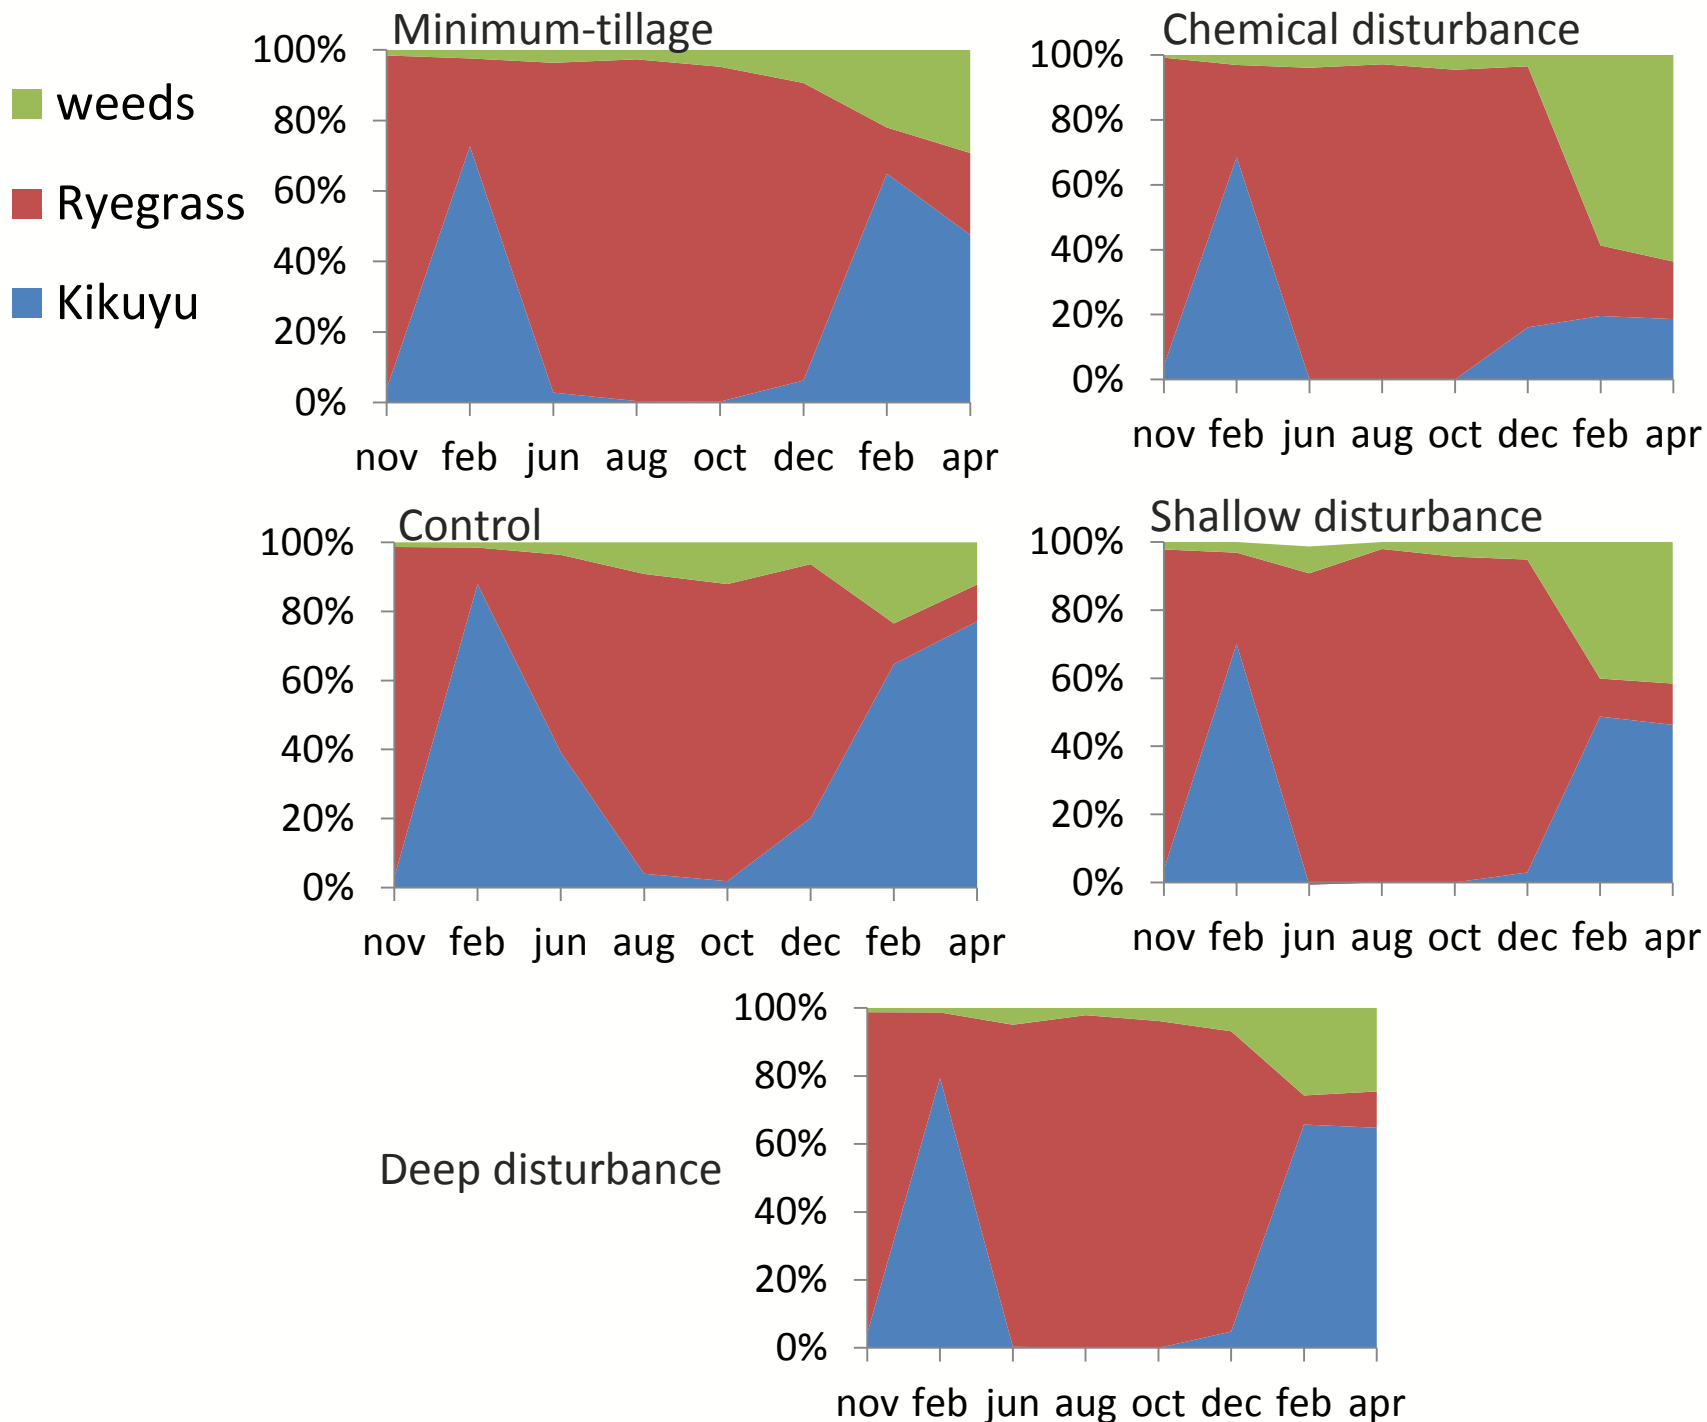 weeds
Ryegrass
Kikuyu
Minimum-tillage
100%
80%
60%
40%
20%
0%
nov feb jun aug oct dec feb apr
Chemical disturbance
100%
80%
60%
40%
20%
0%
nov feb jun aug oct dec feb apr
Control
100%
80%
60%
40%
20%
0%
nov feb jun aug oct dec feb apr
Shallow disturbance
100%
80%
60%
40%
20%
0%
nov feb jun aug oct dec feb apr
Deep disturbance
100%
80%
60%
40%
20%
0%
nov feb jun aug oct dec feb apr